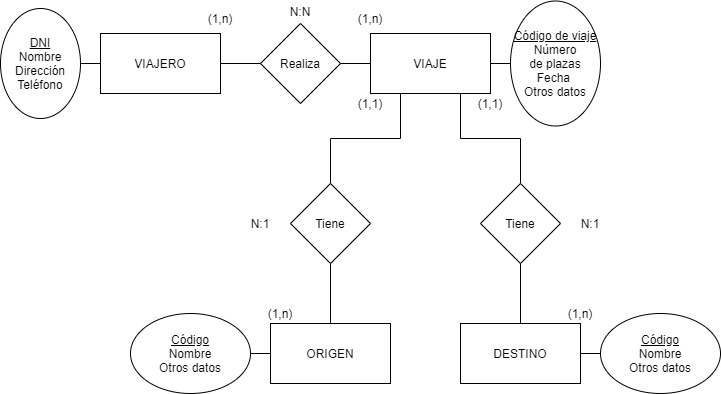 N:N
(1,n)
(1,n)
DNI
Nombre
Dirección
Teléfono
VIAJERO
Realiza
VIAJE
Código de viaje
Número
de plazas
Fecha
Otros datos
(1,1)
(1,1)
N:1
Tiene
Tiene
N:1
(1,n)
(1,n)
Código
Nombre
Otros datos
ORIGEN
DESTINO
Código
Nombre
Otros datos